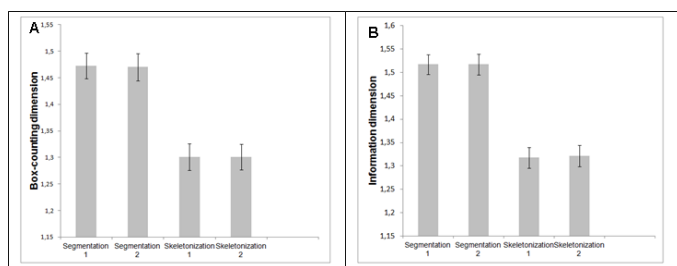 A
1,55
1,5
1,45
1,4
1,35
1,3
1,25
1,2
1,15
Box-counting dimension
Segmentation Segmentation Skeletonization Skeletonization
1 2 1 2
B
1,6
1,55
1,5
1,45
1,4
1,35
1,3
1,25
1,2
1,15
Information dimension
Segmentation Segmentation Skeletonization Skeletonization
1 2 1 2